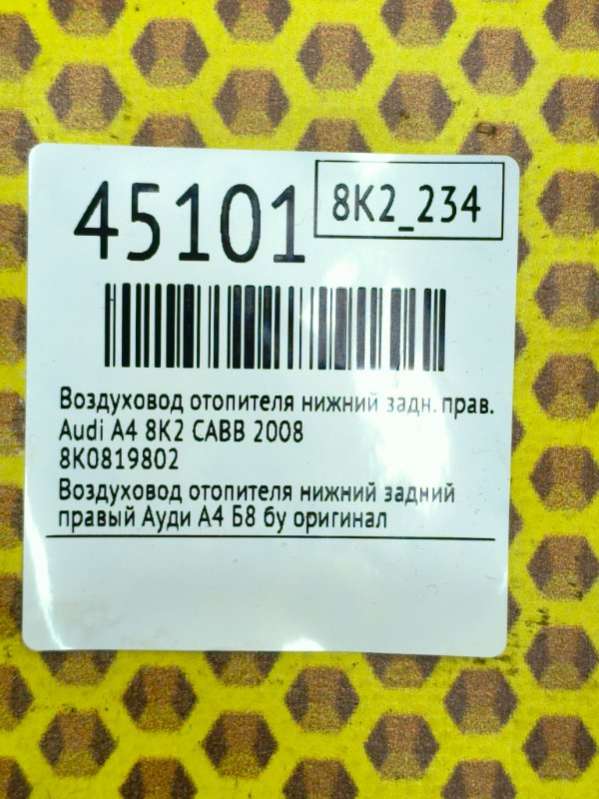 45101
8K2_234
Воздуховод отопителя нижний задн. прав.
Audi A4 8K2 CABB 2008
8K0819802
Воздуховод отопителя нижний задний
правый Ауди А4 Б8 бу оригинал